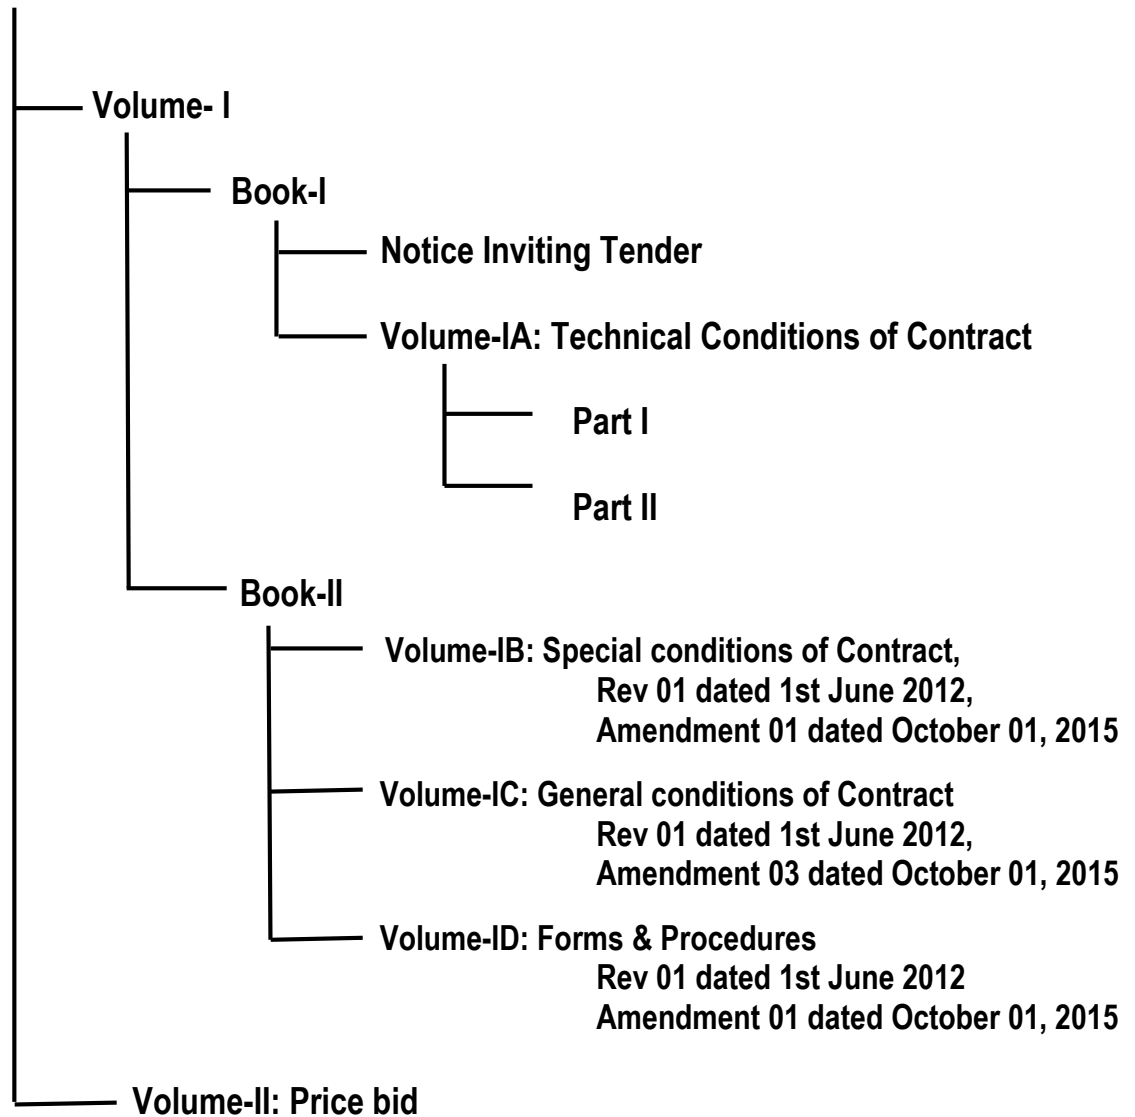 Volume- I
Book-I
Notice Inviting Tender
Volume-IA: Technical Conditions of Contract
Part I
Part II
Book-II
Volume-IB: Special conditions of Contract,
Rev 01 dated 1st June 2012,
Amendment 01 dated October 01, 2015
Volume-IC: General conditions of Contract
Rev 01 dated 1st June 2012,
Amendment 03 dated October 01, 2015
Volume-ID: Forms & Procedures
Rev 01 dated 1st June 2012
Amendment 01 dated October 01, 2015
Volume-II: Price bid